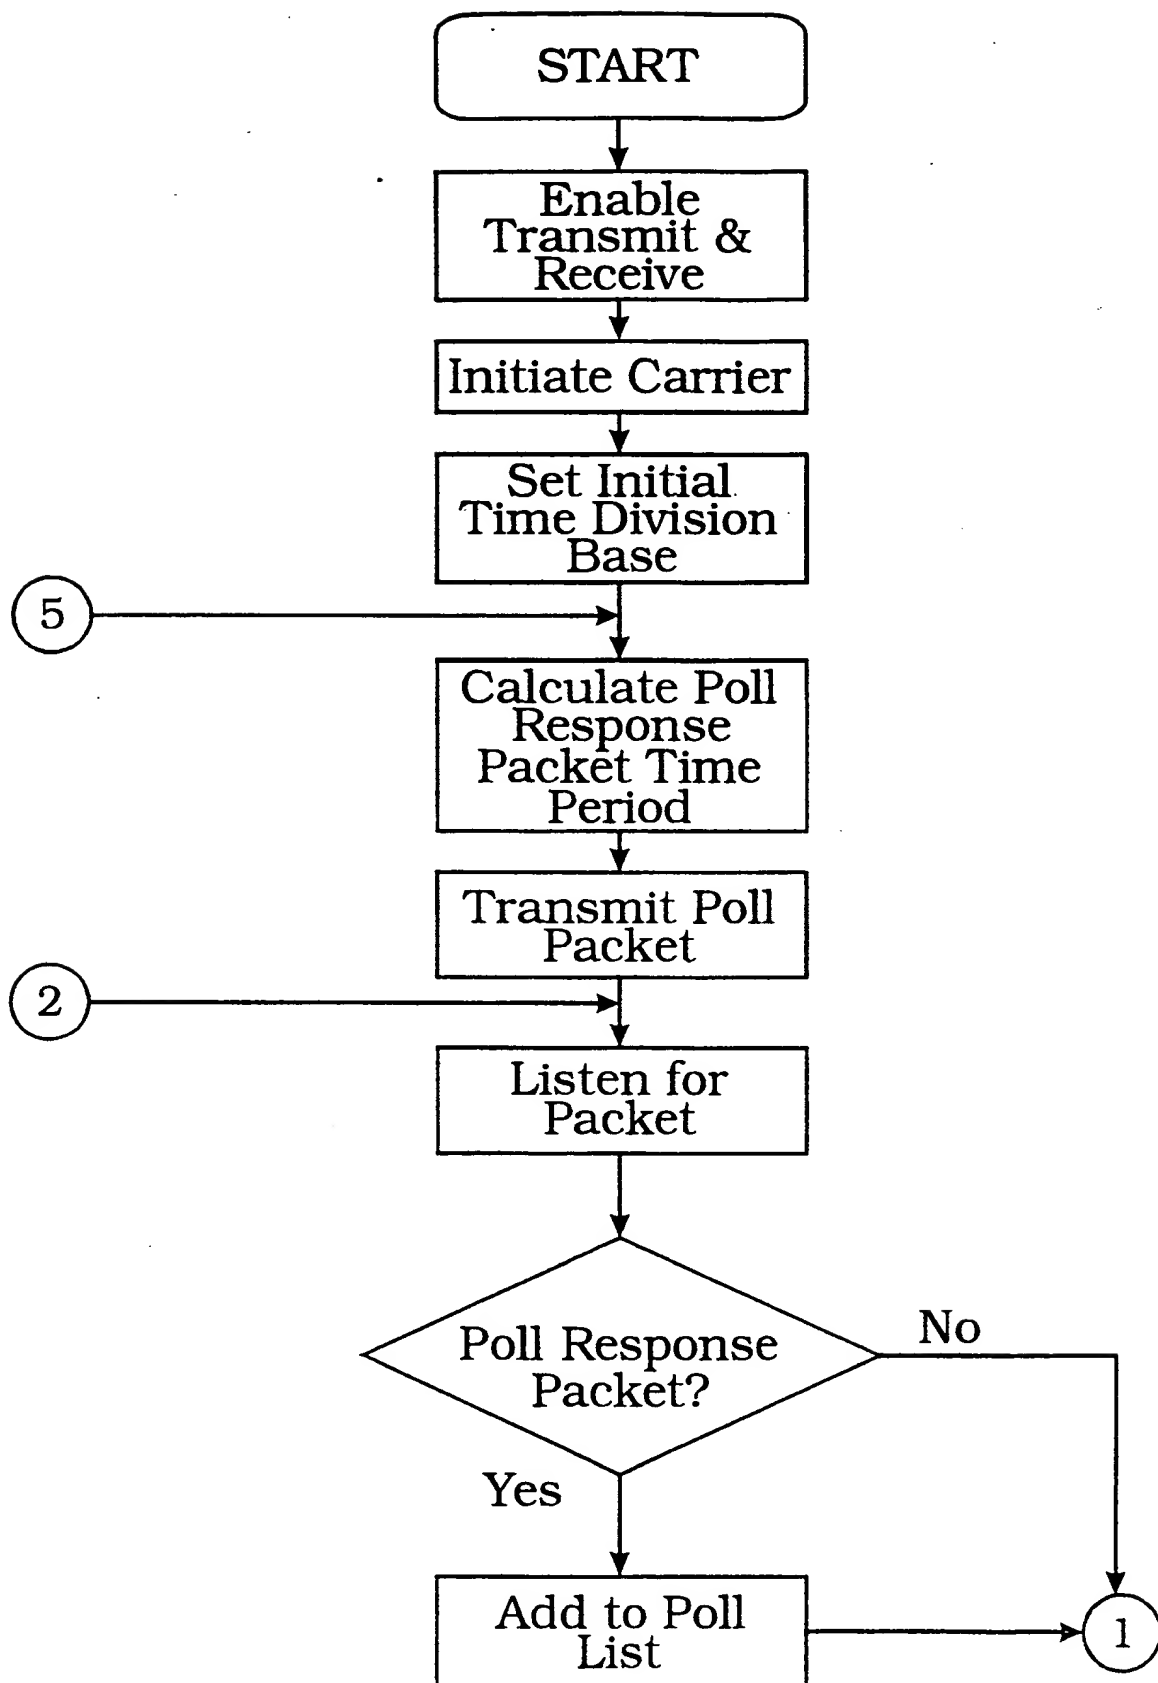 START
Enable
Transmit &
Receive
Initiate Carrier
Set Initial
Time Division
Base
5
Calculate Poll
Response
Packet Time
Period
Transmit Poll
Packet
2
Listen for
Packet
Poll Response
Packet?
No
Yes
Add to Poll
List
1